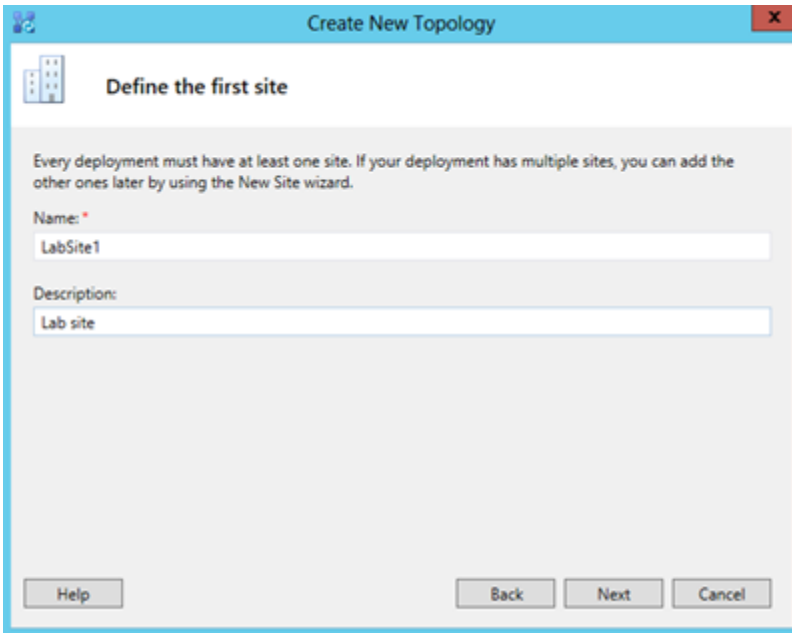 Create New Topology
x
Define the first site
Every deployment must have at least one site. If your deployment has multiple sites, you can add the
other ones later by using the New Site wizard.
Name: *
LabSite1
Description:
Lab site
Help Back Next Cancel